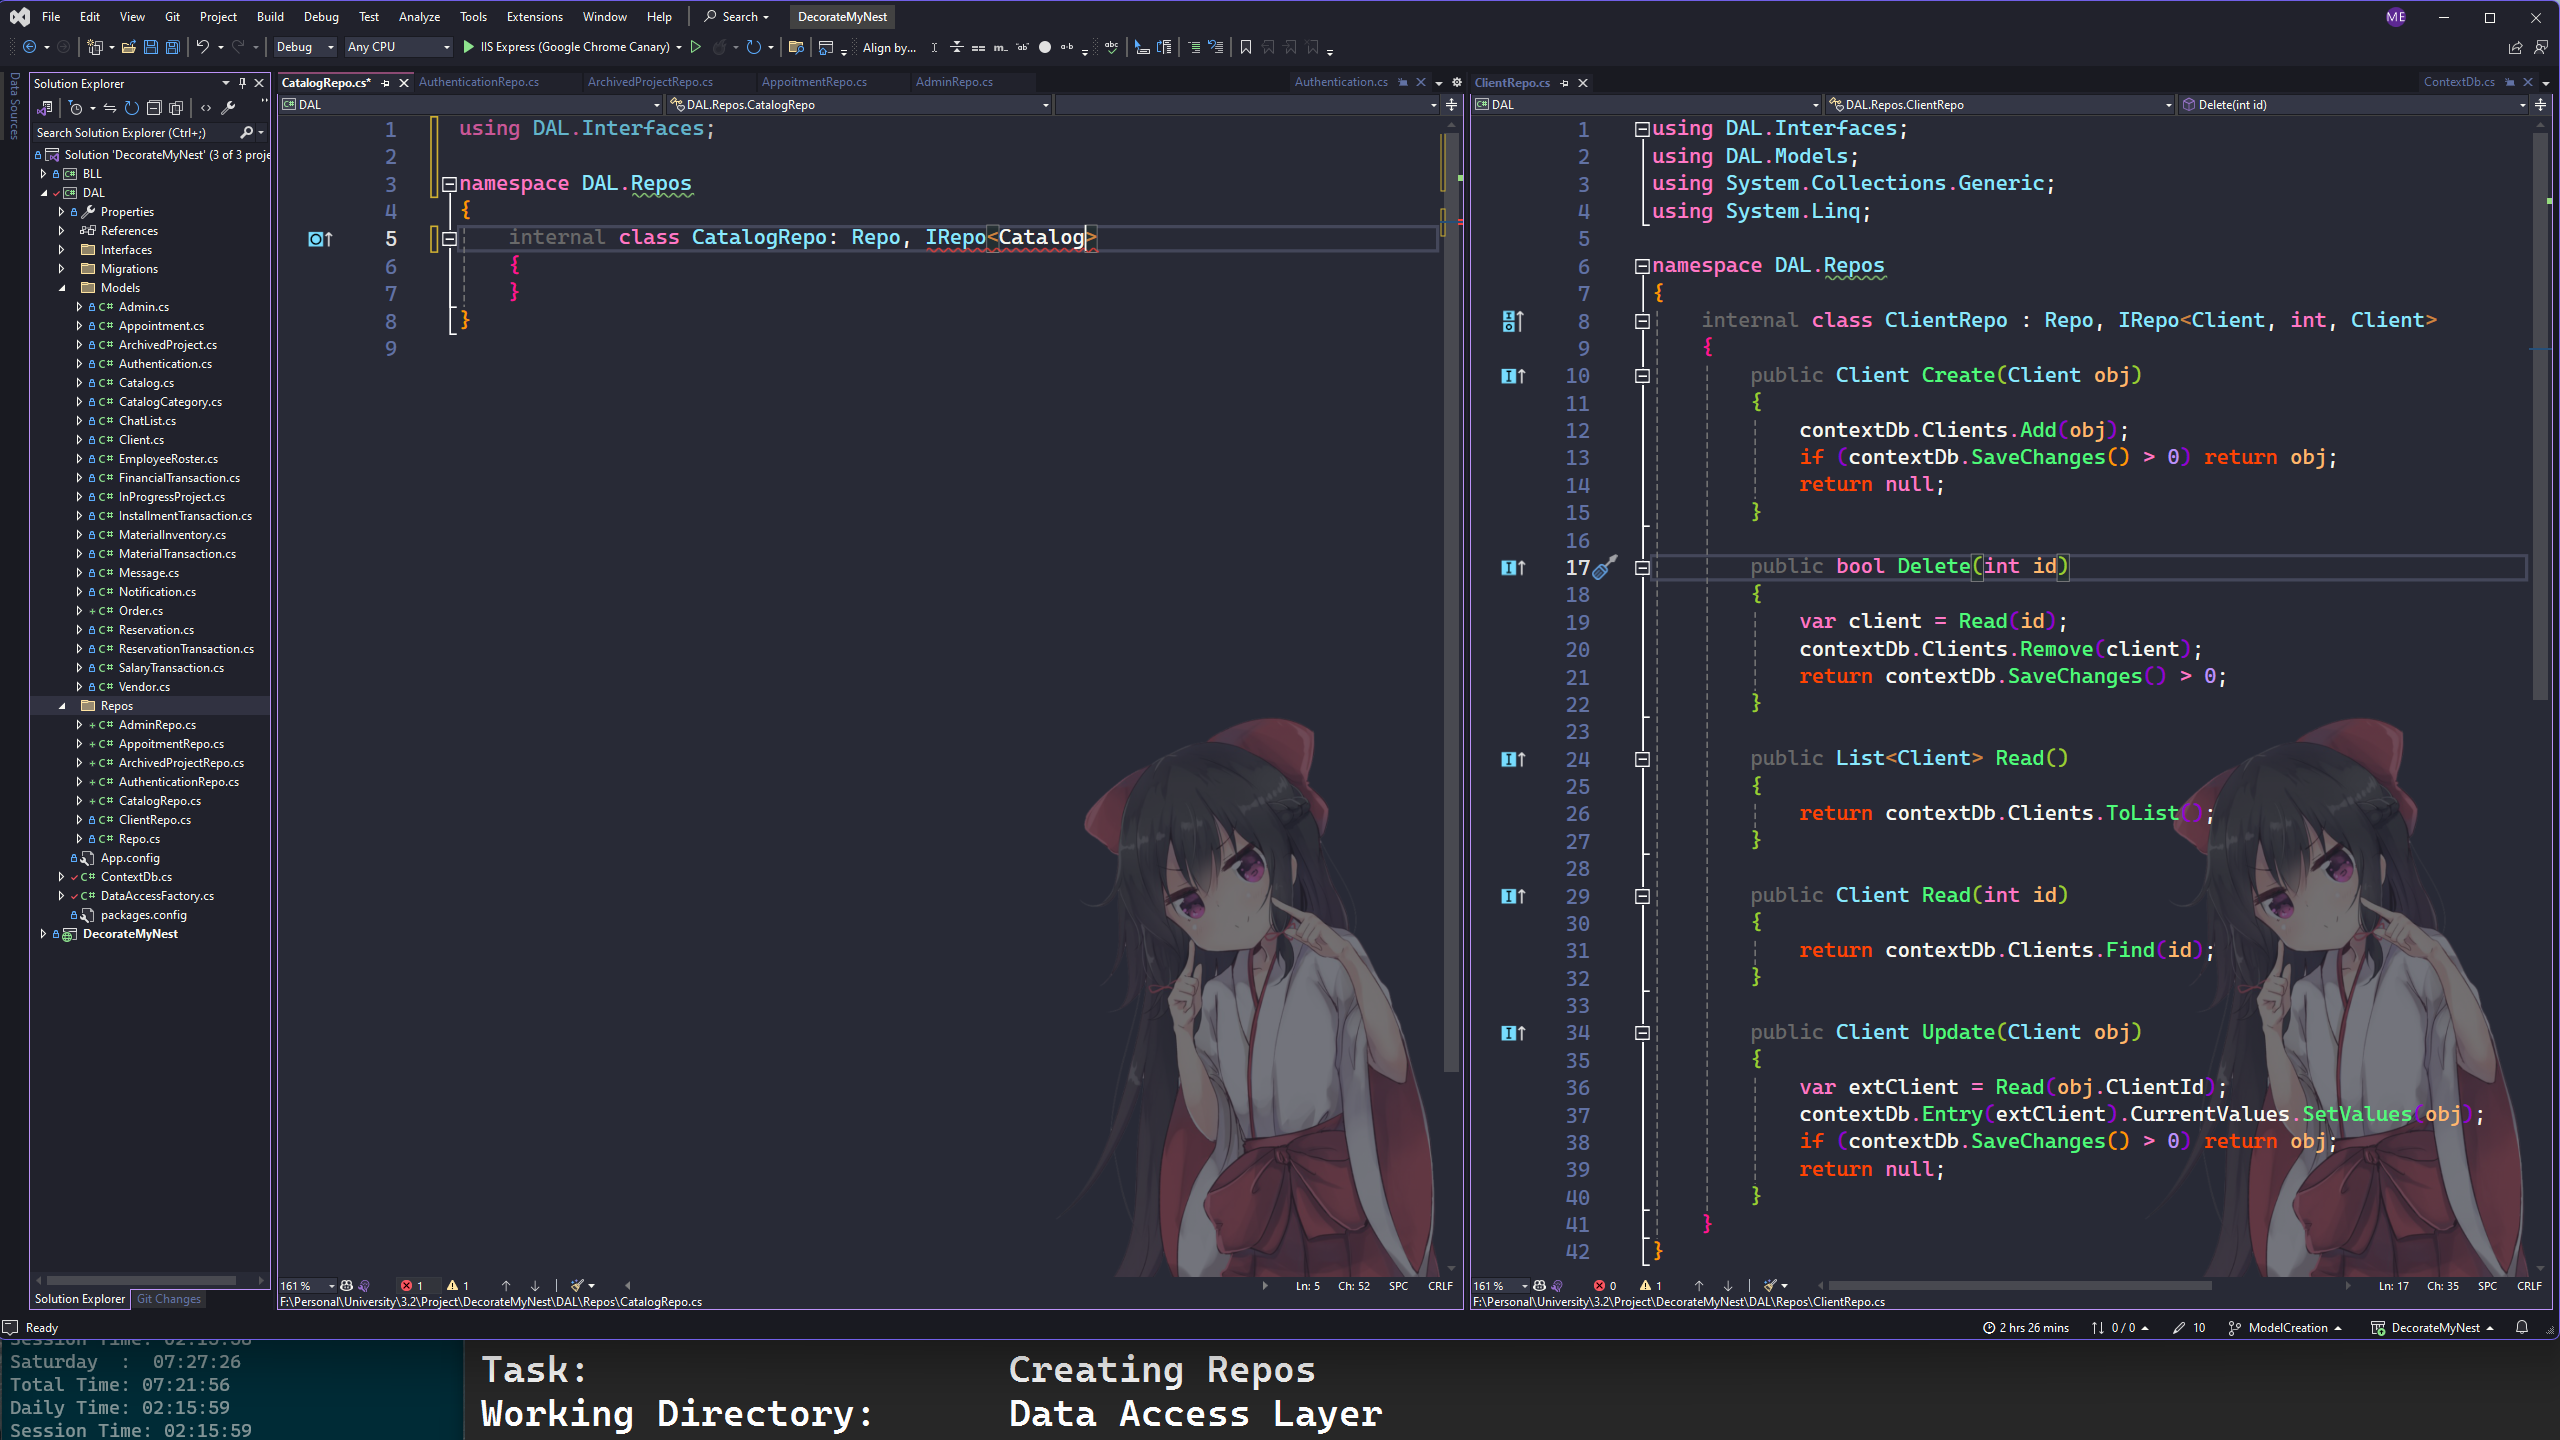 File Edit View Git Project Build Debug Test Analyze Tools Extensions Window Help Search DecorateMyNest ME
Debug Any CPU IIS Express (Google Chrome Canary) Align by...
Data Sources
Solution Explorer
Search Solution Explorer (Ctrl+;)
Solution 'DecorateMyNest' (3 of 3 proje
BLL
DAL
Properties
References
Interfaces
Migrations
Models
Admin.cs
Appointment.cs
ArchivedProject.cs
Authentication.cs
Catalog.cs
CatalogCategory.cs
ChatList.cs
Client.cs
EmployeeRoster.cs
FinancialTransaction.cs
InProgressProject.cs
InstallmentTransaction.cs
MaterialInventory.cs
MaterialTransaction.cs
Message.cs
Notification.cs
Order.cs
Reservation.cs
ReservationTransaction.cs
SalaryTransaction.cs
Vendor.cs
Repos
AdminRepo.cs
AppoitmentRepo.cs
ArchivedProjectRepo.cs
AuthenticationRepo.cs
CatalogRepo.cs
ClientRepo.cs
Repo.cs
App.config
ContextDb.cs
DataAccessFactory.cs
packages.config
DecorateMyNest
Solution Explorer Git Changes
CatalogRepo.cs* AuthenticationRepo.cs ArchivedProjectRepo.cs AppoitmentRepo.cs AdminRepo.cs Authentication.cs
DAL DAL.Repos.CatalogRepo
1 using DAL.Interfaces;
2
3 namespace DAL.Repos
4 {
5 internal class CatalogRepo: Repo, IRepo<Catalog>
6 {
7 }
8 }
9
161 % 1 1 Ln: 5 Ch: 52 SPC CRLF
F:\Personal\University\3.2\Project\DecorateMyNest\DAL\Repos\CatalogRepo.cs
ClientRepo.cs ContextDb.cs
DAL DAL.Repos.ClientRepo Delete(int id)
1 using DAL.Interfaces;
2 using DAL.Models;
3 using System.Collections.Generic;
4 using System.Linq;
5
6 namespace DAL.Repos
7 {
8 internal class ClientRepo : Repo, IRepo<Client, int, Client>
9 {
10 public Client Create(Client obj)
11 {
12 contextDb.Clients.Add(obj);
13 if (contextDb.SaveChanges() > 0) return obj;
14 return null;
15 }
16
17 public bool Delete(int id)
18 {
19 var client = Read(id);
20 contextDb.Clients.Remove(client);
21 return contextDb.SaveChanges() > 0;
22 }
23
24 public List<Client> Read()
25 {
26 return contextDb.Clients.ToList();
27 }
28
29 public Client Read(int id)
30 {
31 return contextDb.Clients.Find(id);
32 }
33
34 public Client Update(Client obj)
35 {
36 var extClient = Read(obj.ClientId);
37 contextDb.Entry(extClient).CurrentValues.SetValues(obj);
38 if (contextDb.SaveChanges() > 0) return obj;
39 return null;
40 }
41 }
42 }
161 % 0 1 Ln: 17 Ch: 35 SPC CRLF
F:\Personal\University\3.2\Project\DecorateMyNest\DAL\Repos\ClientRepo.cs
Ready 2 hrs 26 mins 0 / 0 10 ModelCreation DecorateMyNest
Saturday : 07:27:26
Total Time: 07:21:56
Daily Time: 02:15:59
Session Time: 02:15:59
Task: Creating Repos
Working Directory: Data Access Layer